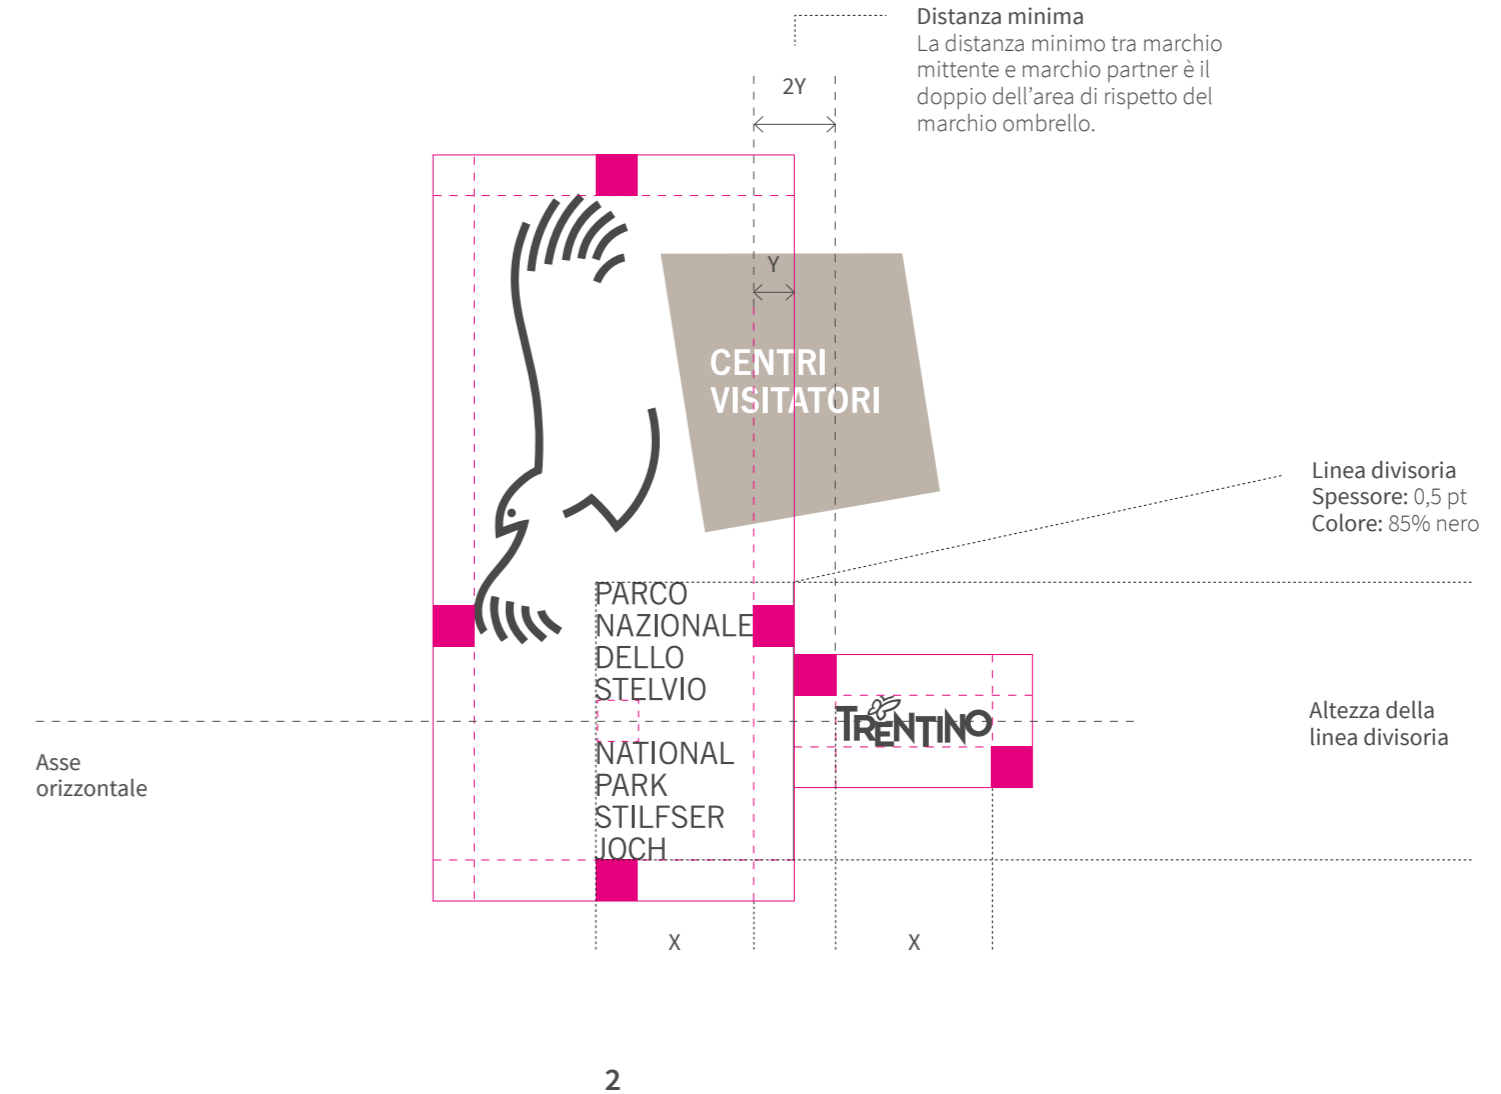 Distanza minima
La distanza minimo tra marchio
mittente e marchio partner è il
doppio dell’area di rispetto del
marchio ombrello.
2Y
Y
CENTRI
VISITATORI
Linea divisoria
Spessore: 0,5 pt
Colore: 85% nero
PARCO
NAZIONALE
DELLO
STELVIO
NATIONAL
PARK
STILFSER
JOCH
TRENTINO
Altezza della
linea divisoria
Asse
orizzontale
X
X
2